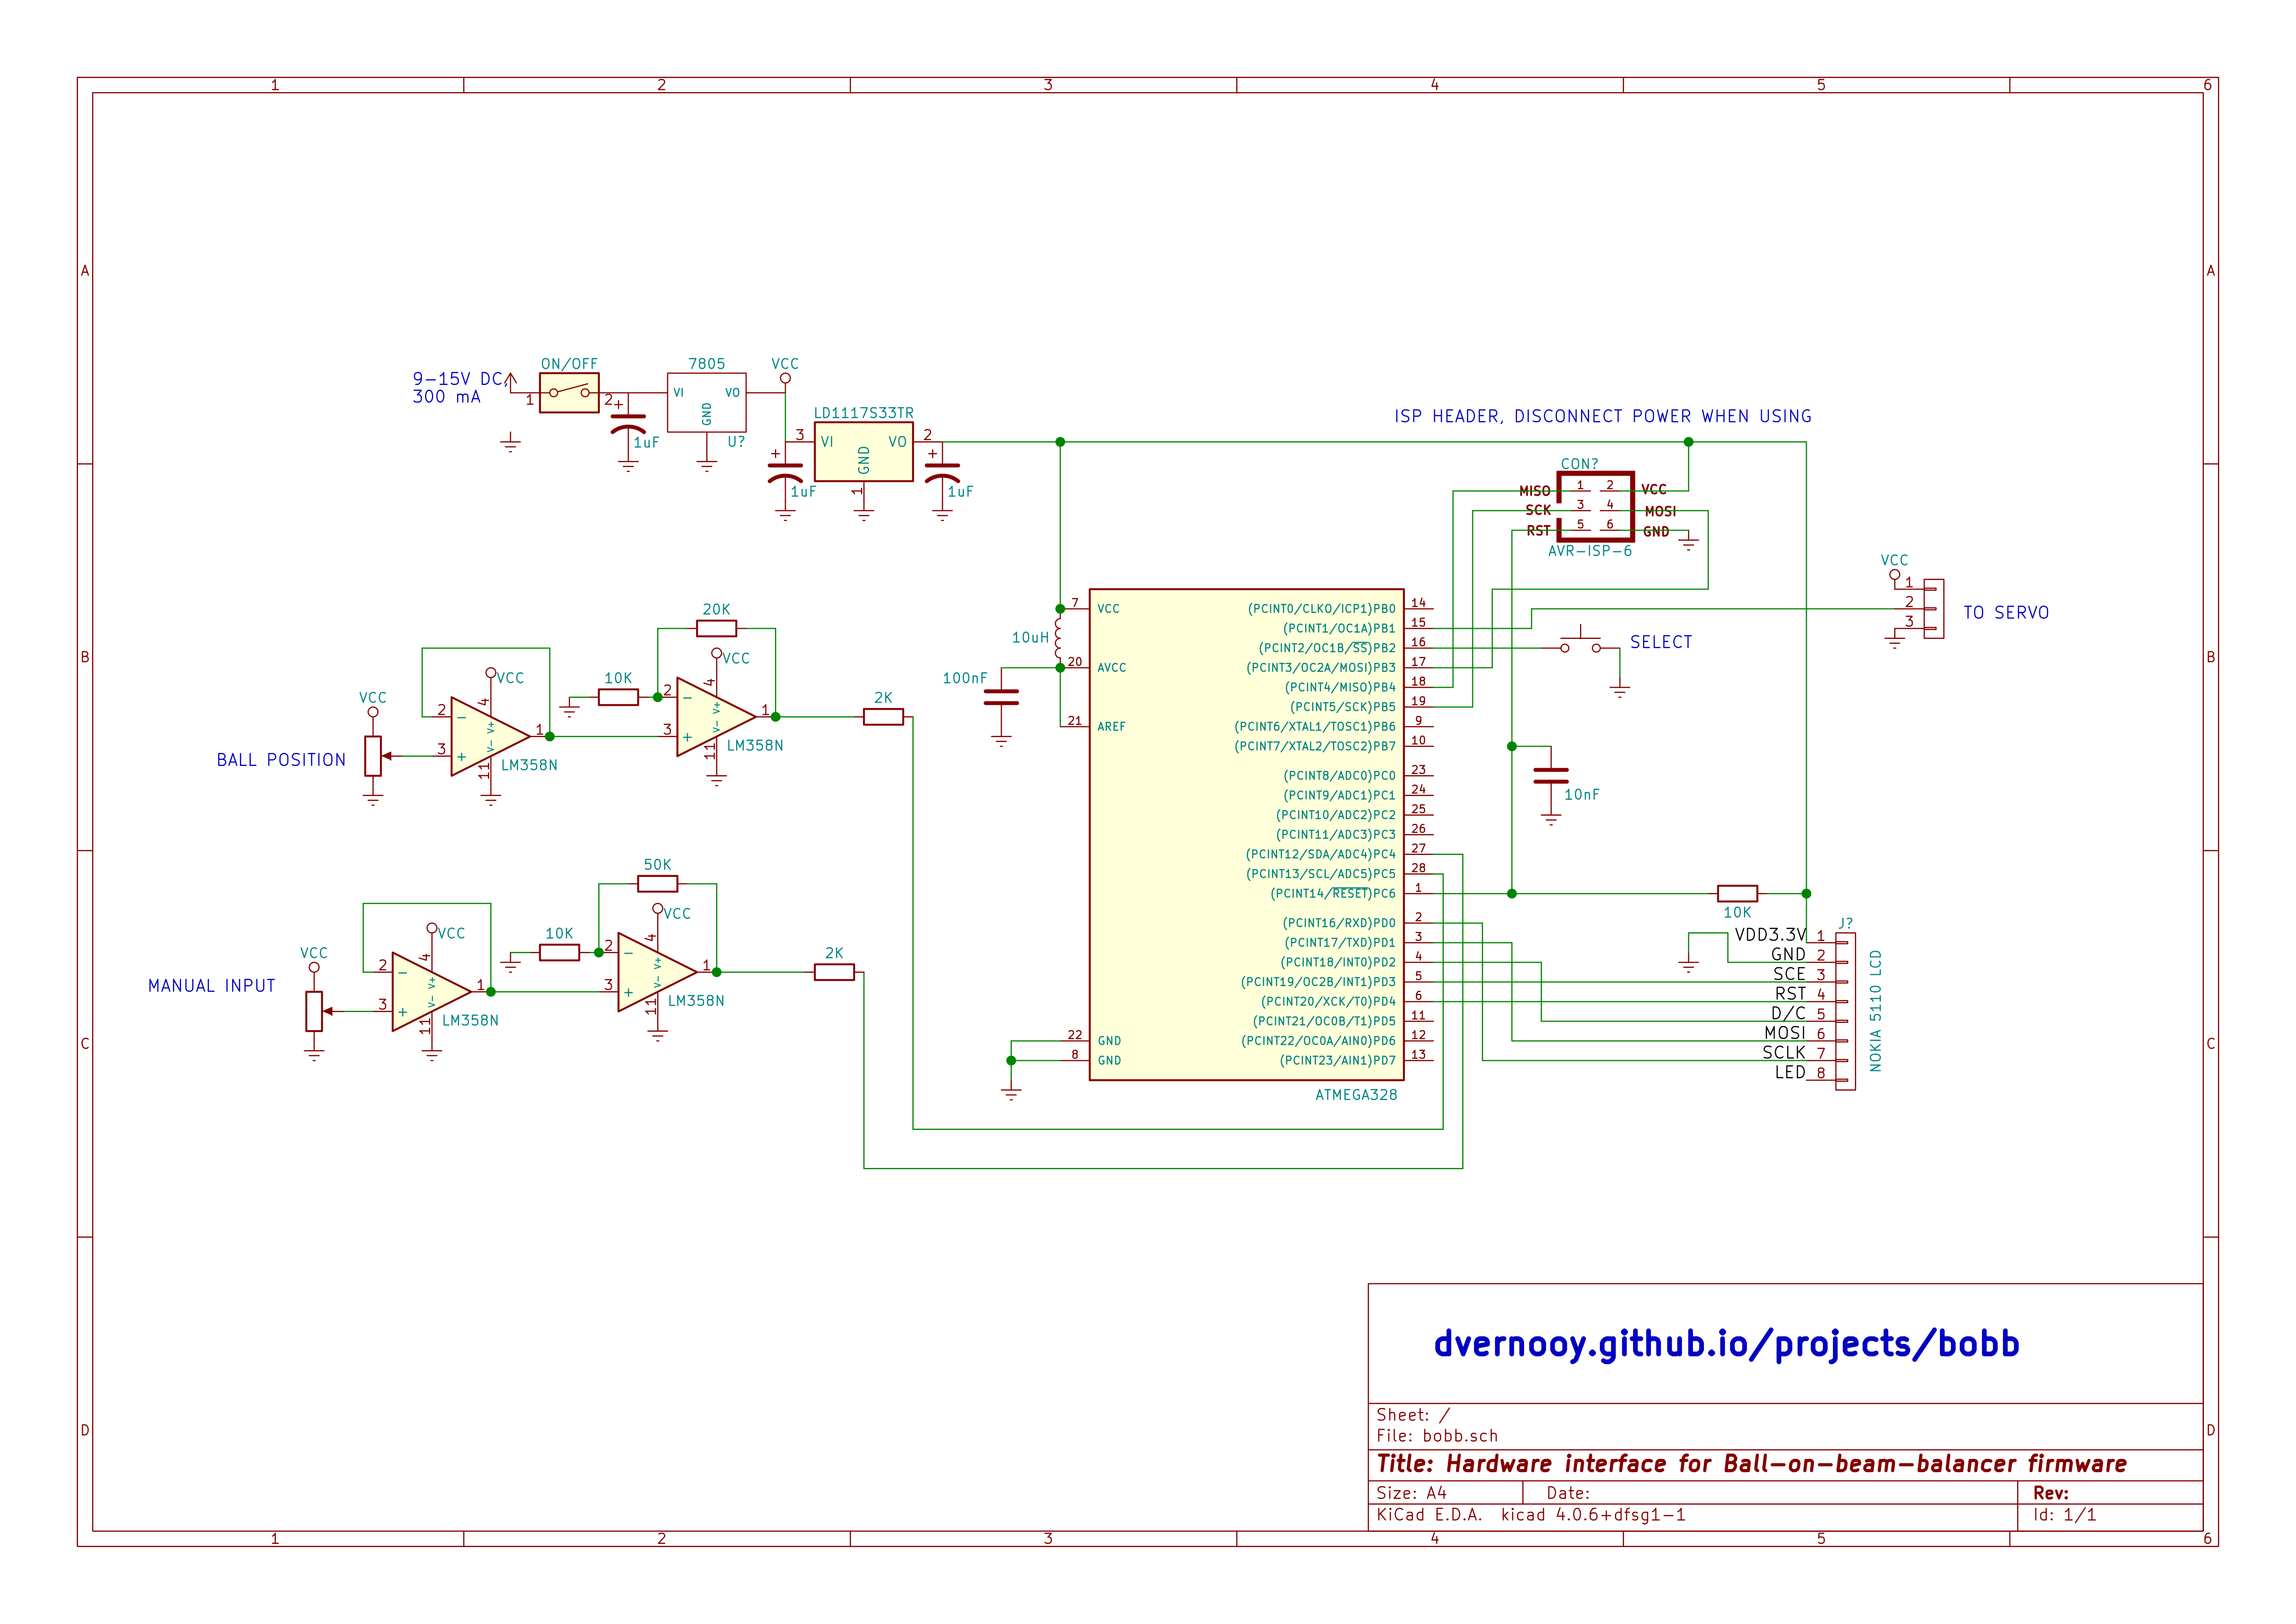 1 2 3 4 5 6
A A
9-15V DC,
300 mA
ON/OFF
1 2
+
1uF
7805
VI VO
GND
U?
VCC
LD1117S33TR
3 VI VO 2
GND
1
+
1uF
+
1uF
ISP HEADER, DISCONNECT POWER WHEN USING
CON?
MISO 1 2 VCC
SCK 3 4 MOSI
RST 5 6 GND
AVR-ISP-6
VCC
1
2
3
TO SERVO
SELECT
B B
BALL POSITION
VCC
VCC
2 -
3 +
4
V+
V-
11
1
LM358N
10K
20K
VCC
2 -
3 +
4
V+
V-
11
1
LM358N
2K
MANUAL INPUT
VCC
VCC
2 -
3 +
4
V+
V-
11
1
LM358N
10K
50K
VCC
2 -
3 +
4
V+
V-
11
1
LM358N
2K
10uH
100nF
7 VCC
20 AVCC
21 AREF
22 GND
8 GND
(PCINT0/CLKO/ICP1)PB0 14
(PCINT1/OC1A)PB1 15
(PCINT2/OC1B/SS)PB2 16
(PCINT3/OC2A/MOSI)PB3 17
(PCINT4/MISO)PB4 18
(PCINT5/SCK)PB5 19
(PCINT6/XTAL1/TOSC1)PB6 9
(PCINT7/XTAL2/TOSC2)PB7 10
(PCINT8/ADC0)PC0 23
(PCINT9/ADC1)PC1 24
(PCINT10/ADC2)PC2 25
(PCINT11/ADC3)PC3 26
(PCINT12/SDA/ADC4)PC4 27
(PCINT13/SCL/ADC5)PC5 28
(PCINT14/RESET)PC6 1
(PCINT16/RXD)PD0 2
(PCINT17/TXD)PD1 3
(PCINT18/INT0)PD2 4
(PCINT19/OC2B/INT1)PD3 5
(PCINT20/XCK/T0)PD4 6
(PCINT21/OC0B/T1)PD5 11
(PCINT22/OC0A/AIN0)PD6 12
(PCINT23/AIN1)PD7 13
ATMEGA328
10nF
10K
J?
VDD3.3V 1
GND 2
SCE 3
RST 4
D/C 5
MOSI 6
SCLK 7
LED 8
NOKIA 5110 LCD
C C
D D
dvernooy.github.io/projects/bobb
Sheet: /
File: bobb.sch
Title: Hardware interface for Ball-on-beam-balancer firmware
Size: A4 Date: Rev:
KiCad E.D.A. kicad 4.0.6+dfsg1-1 Id: 1/1
1 2 3 4 5 6